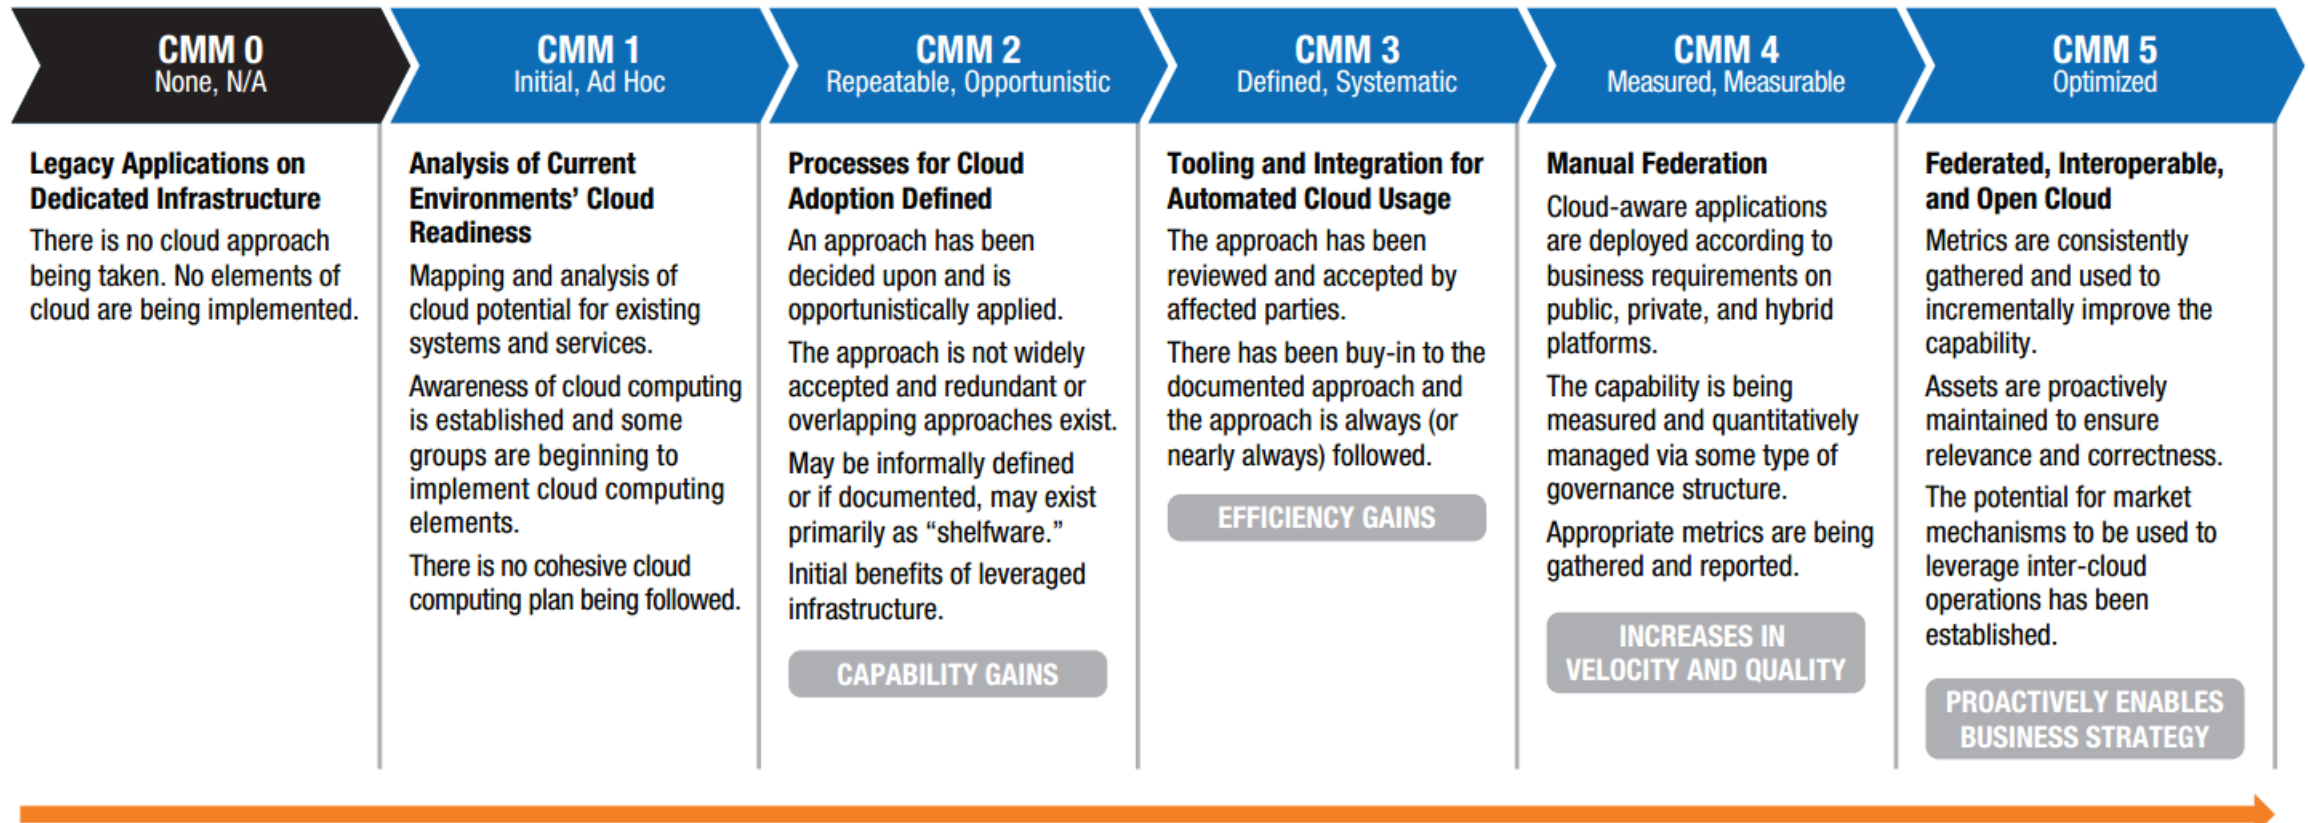 CMM 0
None, N/A
CMM 1
Initial, Ad Hoc
CMM 2
Repeatable, Opportunistic
CMM 3
Defined, Systematic
CMM 4
Measured, Measurable
CMM 5
Optimized
Legacy Applications on
Dedicated Infrastructure
There is no cloud approach
being taken. No elements of
cloud are being implemented.
Analysis of Current
Environments’ Cloud
Readiness
Mapping and analysis of
cloud potential for existing
systems and services.
Awareness of cloud computing
is established and some
groups are beginning to
implement cloud computing
elements.
There is no cohesive cloud
computing plan being followed.
Processes for Cloud
Adoption Defined
An approach has been
decided upon and is
opportunistically applied.
The approach is not widely
accepted and redundant or
overlapping approaches exist.
May be informally defined
or if documented, may exist
primarily as “shelfware.”
Initial benefits of leveraged
infrastructure.
CAPABILITY GAINS
Tooling and Integration for
Automated Cloud Usage
The approach has been
reviewed and accepted by
affected parties.
There has been buy-in to the
documented approach and
the approach is always (or
nearly always) followed.
EFFICIENCY GAINS
Manual Federation
Cloud-aware applications
are deployed according to
business requirements on
public, private, and hybrid
platforms.
The capability is being
measured and quantitatively
managed via some type of
governance structure.
Appropriate metrics are being
gathered and reported.
INCREASES IN
VELOCITY AND QUALITY
Federated, Interoperable,
and Open Cloud
Metrics are consistently
gathered and used to
incrementally improve the
capability.
Assets are proactively
maintained to ensure
relevance and correctness.
The potential for market
mechanisms to be used to
leverage inter-cloud
operations has been
established.
PROACTIVELY ENABLES
BUSINESS STRATEGY